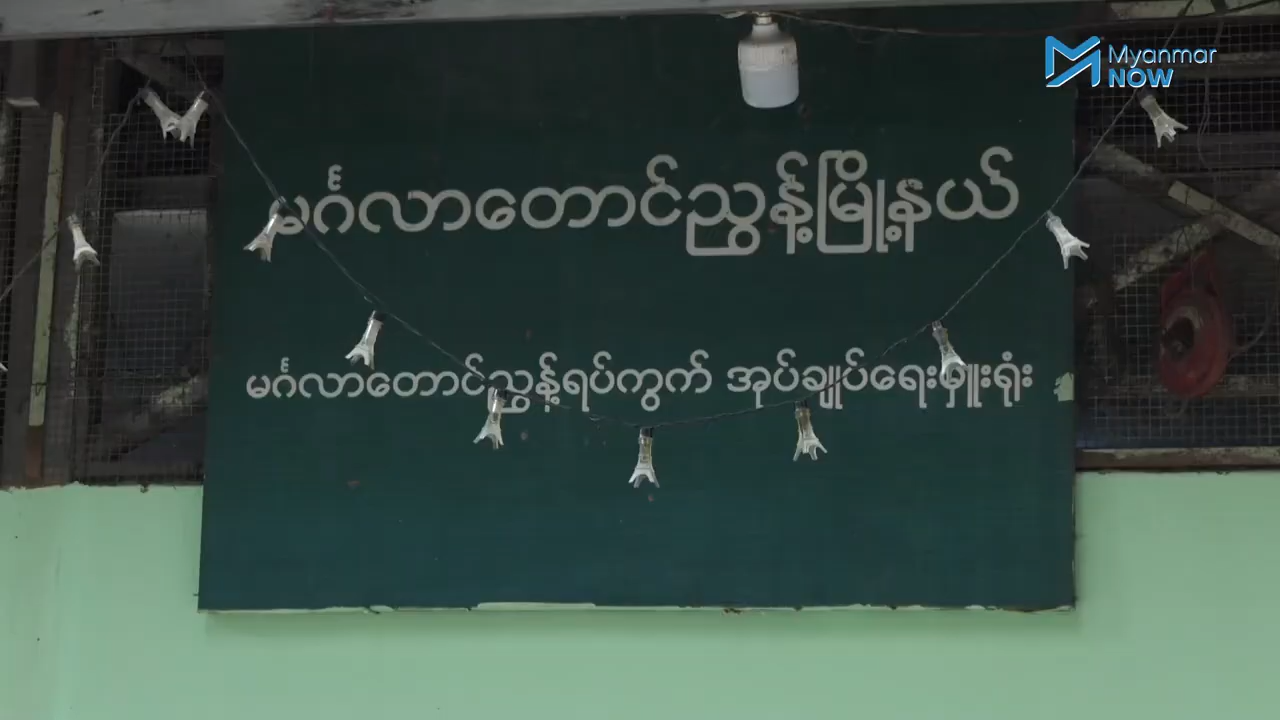 Myanmar
NOW
မင်္ဂလာတောင်ညွန့်မြို့နယ်
မင်္ဂလာတောင်ညွန့်ရပ်ကွက် အုပ်ချုပ်ရေးမှူးရုံး